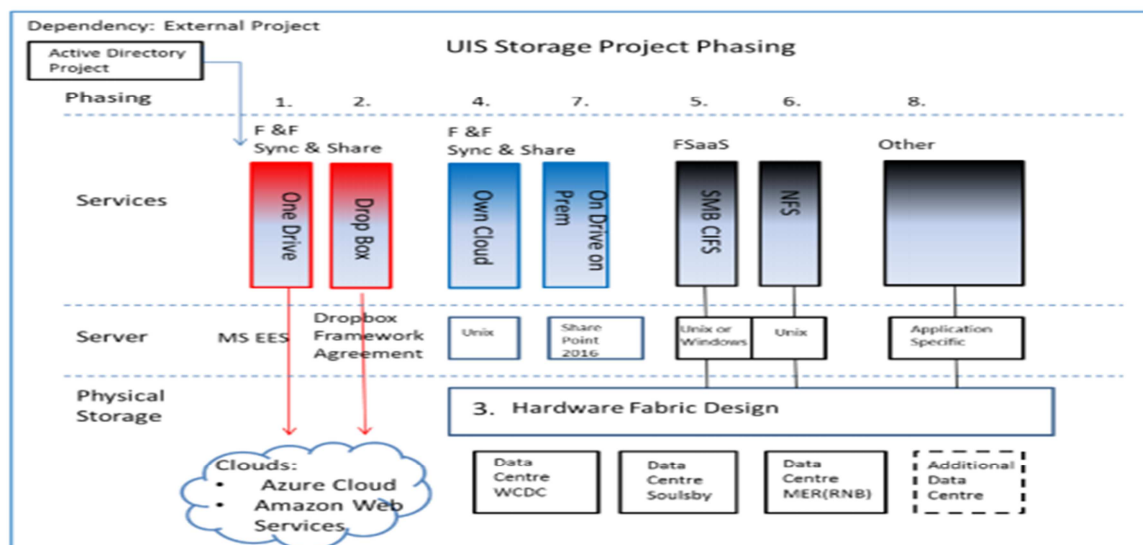 Dependency: External Project
Active Directory
Project
UIS Storage Project Phasing
Phasing
1.
2.
4.
7.
5.
6.
8.
F &F
Sync & Share
F &F
Sync & Share
FSaaS
Other
Services
One Drive
Drop Box
Own Cloud
On Drive on
Prem
SMB CIFS
NFS
Server
MS EES
Dropbox
Framework
Agreement
Unix
Share
Point
2016
Unix or
Windows
Unix
Application
Specific
Physical
Storage
3. Hardware Fabric Design
Clouds:
• Azure Cloud
• Amazon Web
Services
Data
Centre
WCDC
Data
Centre
Soulsby
Data
Centre
MER(RNB)
Additional
Data
Centre